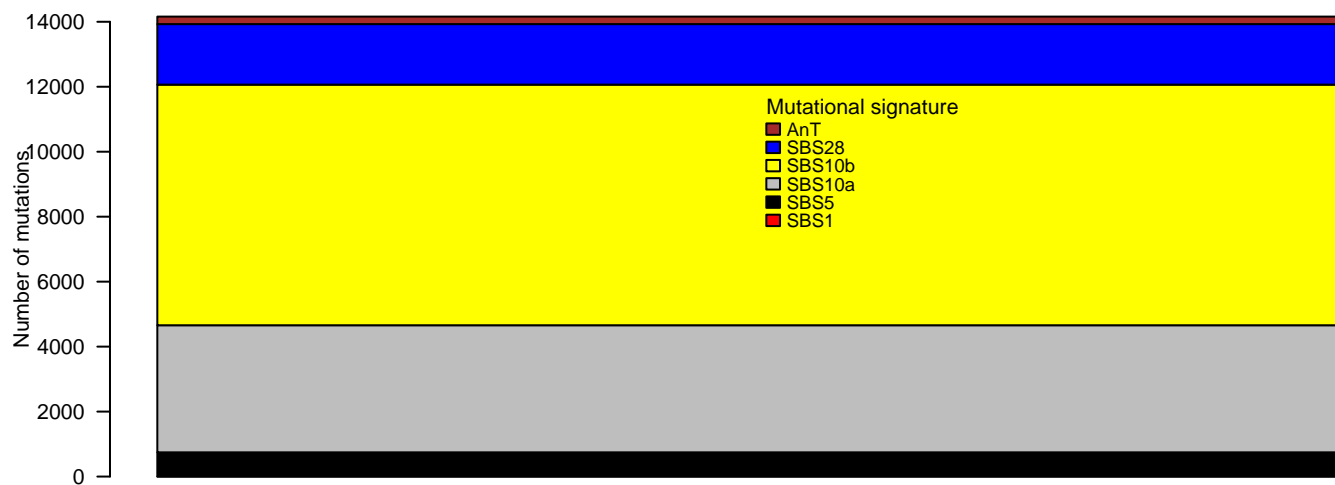 14000
12000
10000
8000
6000
4000
2000
0
Number of mutations
Mutational signature
AnT
SBS28
SBS10b
SBS10a
SBS5
SBS1